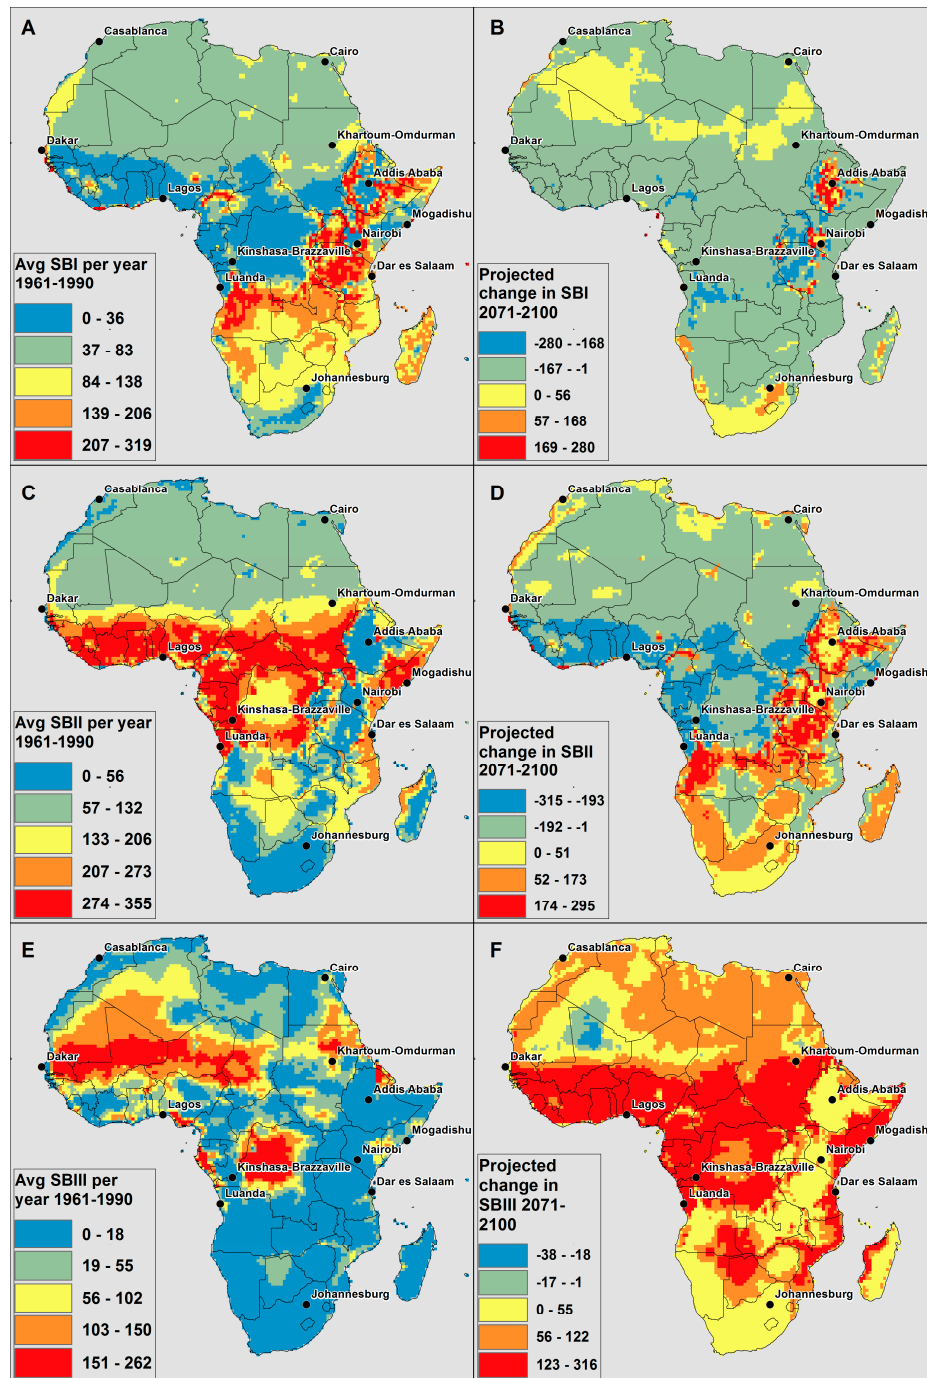 A
Casablanca
Cairo
Dakar
Khartoum-Omdurman
Addis Ababa
Lagos
Mogadishu
Nairobi
Kinshasa-Brazzaville
Dar es Salaam
Luanda
Johannesburg
Avg SBI per year
1961-1990
0 - 36
37 - 83
84 - 138
139 - 206
207 - 319
B
Casablanca
Cairo
Dakar
Khartoum-Omdurman
Addis Ababa
Lagos
Mogadishu
Nairobi
Kinshasa-Brazzaville
Dar es Salaam
Luanda
Johannesburg
Projected
change in SBI
2071-2100
-280 - -168
-167 - -1
0 - 56
57 - 168
169 - 280
C
Casablanca
Cairo
Dakar
Khartoum-Omdurman
Addis Ababa
Lagos
Mogadishu
Nairobi
Kinshasa-Brazzaville
Dar es Salaam
Luanda
Johannesburg
Avg SBII per year
1961-1990
0 - 56
57 - 132
133 - 206
207 - 273
274 - 355
D
Casablanca
Cairo
Dakar
Khartoum-Omdurman
Addis Ababa
Lagos
Mogadishu
Nairobi
Kinshasa-Brazzaville
Dar es Salaam
Luanda
Johannesburg
Projected
change in SBII
2071-2100
-315 - -193
-192 - -1
0 - 51
52 - 173
174 - 295
E
Casablanca
Cairo
Dakar
Khartoum-Omdurman
Addis Ababa
Lagos
Mogadishu
Nairobi
Kinshasa-Brazzaville
Dar es Salaam
Luanda
Johannesburg
Avg SBIII per
year 1961-1990
0 - 18
19 - 55
56 - 102
103 - 150
151 - 262
F
Casablanca
Cairo
Dakar
Khartoum-Omdurman
Addis Ababa
Lagos
Mogadishu
Nairobi
Kinshasa-Brazzaville
Dar es Salaam
Luanda
Johannesburg
Projected
change in
SBIII 2071-
2100
-38 - -18
-17 - -1
0 - 55
56 - 122
123 - 316